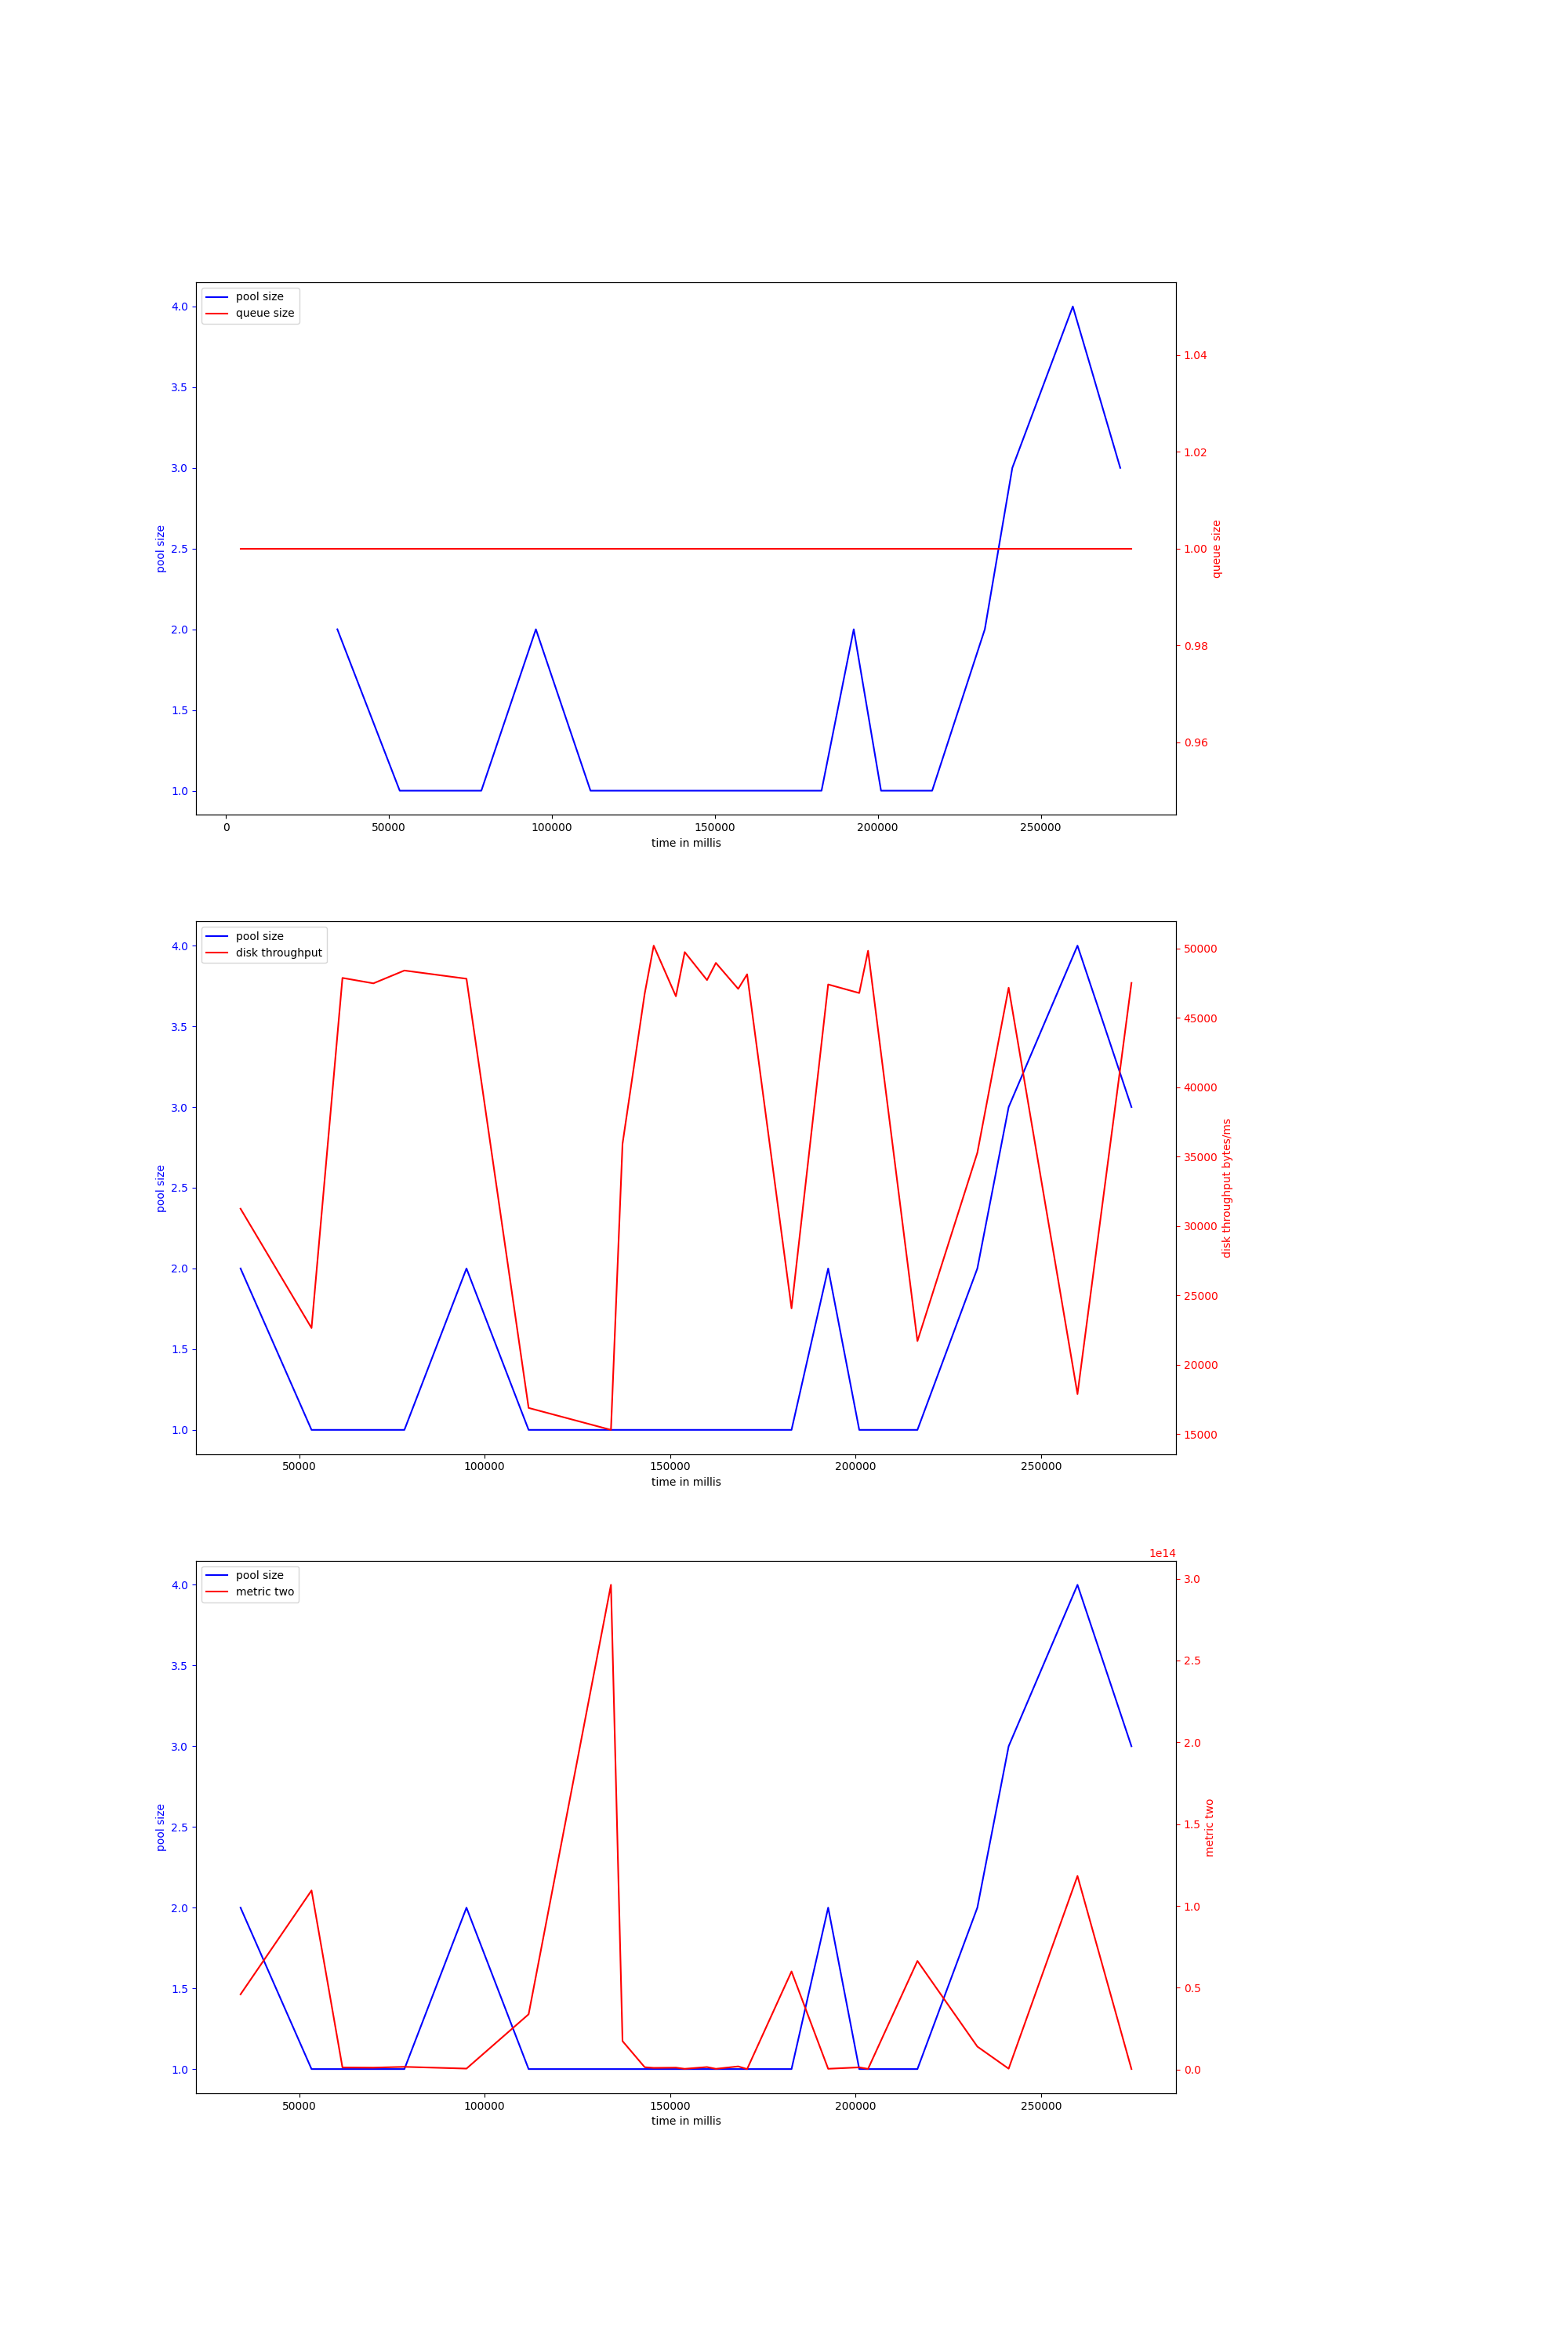 pool size
queue size
4.0
3.5
3.0
2.5
2.0
1.5
1.0
pool size
1.04
1.02
1.00
0.98
0.96
queue size
0 50000 100000 150000 200000 250000
time in millis
pool size
disk throughput
4.0
3.5
3.0
2.5
2.0
1.5
1.0
pool size
50000
45000
40000
35000
30000
25000
20000
15000
disk throughput bytes/ms
50000 100000 150000 200000 250000
time in millis
1e14
pool size
metric two
4.0
3.5
3.0
2.5
2.0
1.5
1.0
pool size
3.0
2.5
2.0
1.5
1.0
0.5
0.0
metric two
50000 100000 150000 200000 250000
time in millis